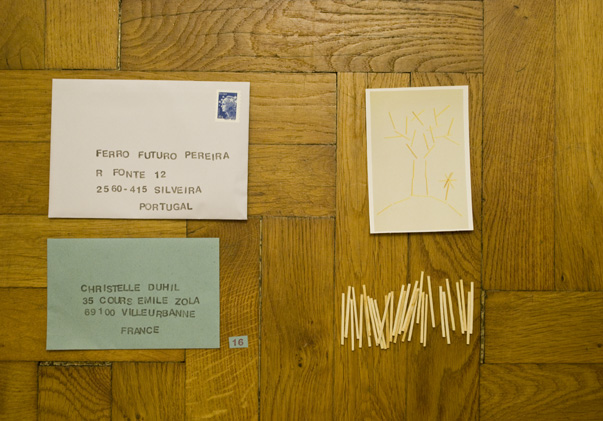 FERRO FUTURO PEREIRA
R FONTE 12
2560-415 SILVEIRA
PORTUGAL
CHRISTELLE DUHIL
35 COURS EMILE ZOLA
69100 VILLEURBANNE
FRANCE
16